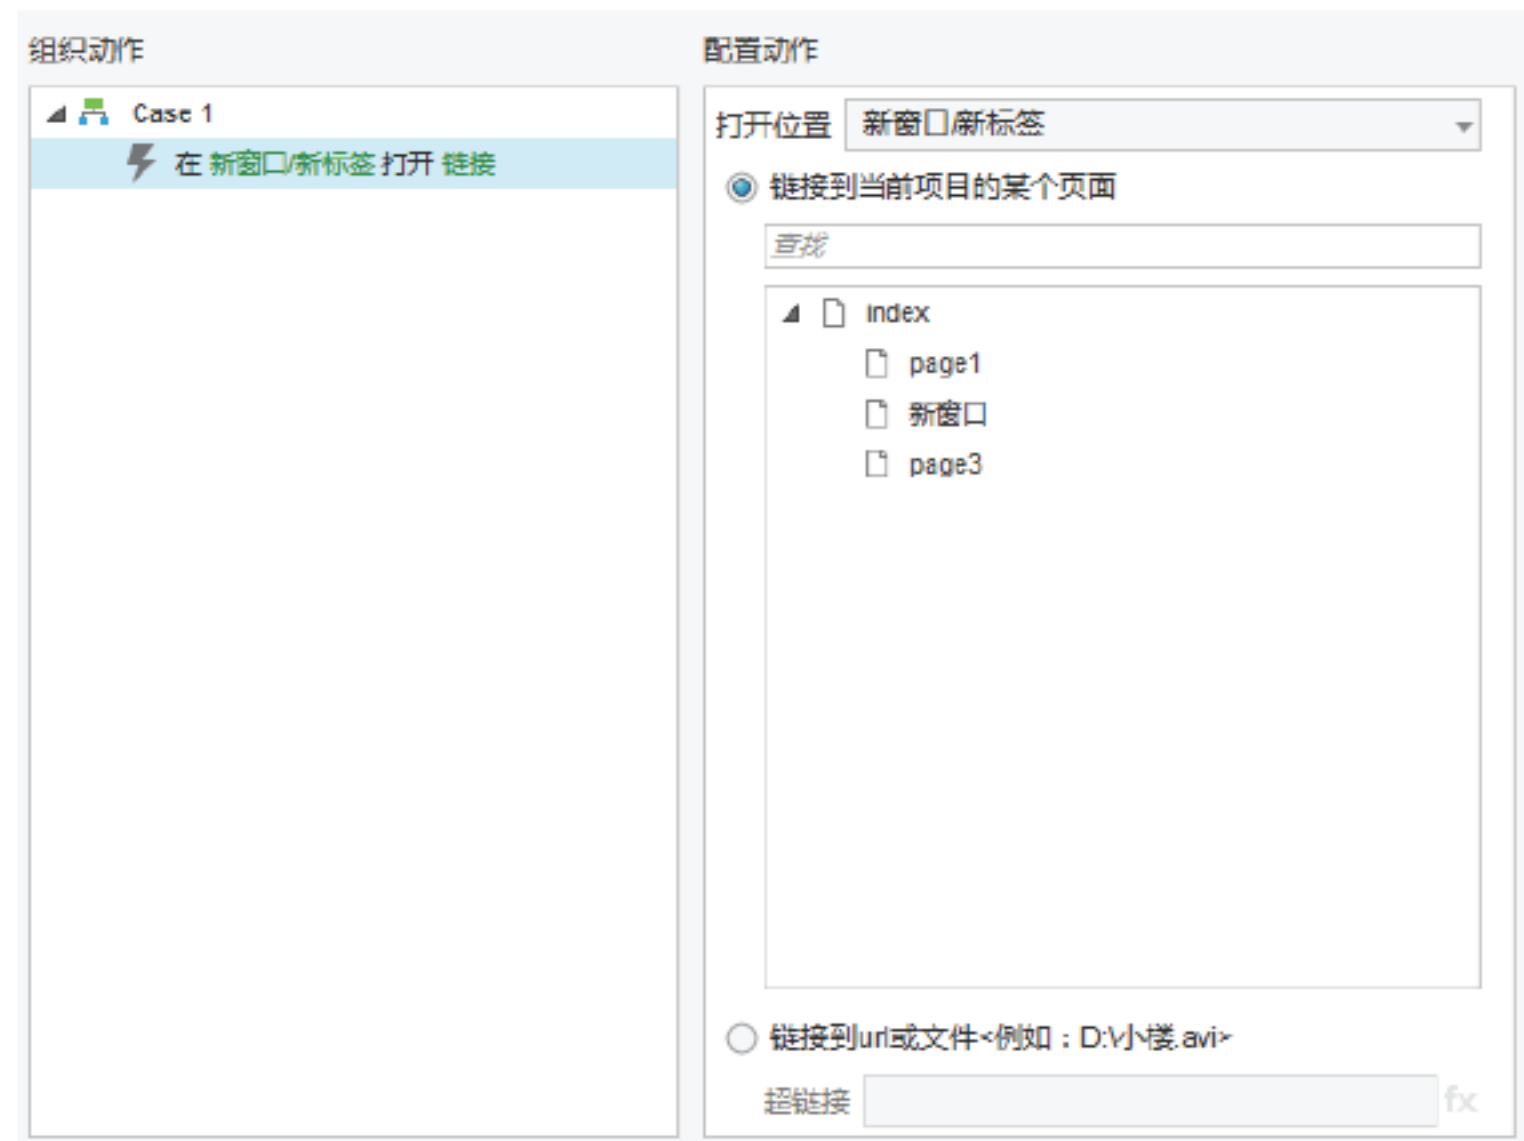 组织动作
Case 1
在 新窗口/新标签 打开 链接
配置动作
打开位置 新窗口/新标签
链接到当前项目的某个页面
查找
index
page1
新窗口
page3
链接到url或文件<例如：D:\小楼.avi>
超链接 fx